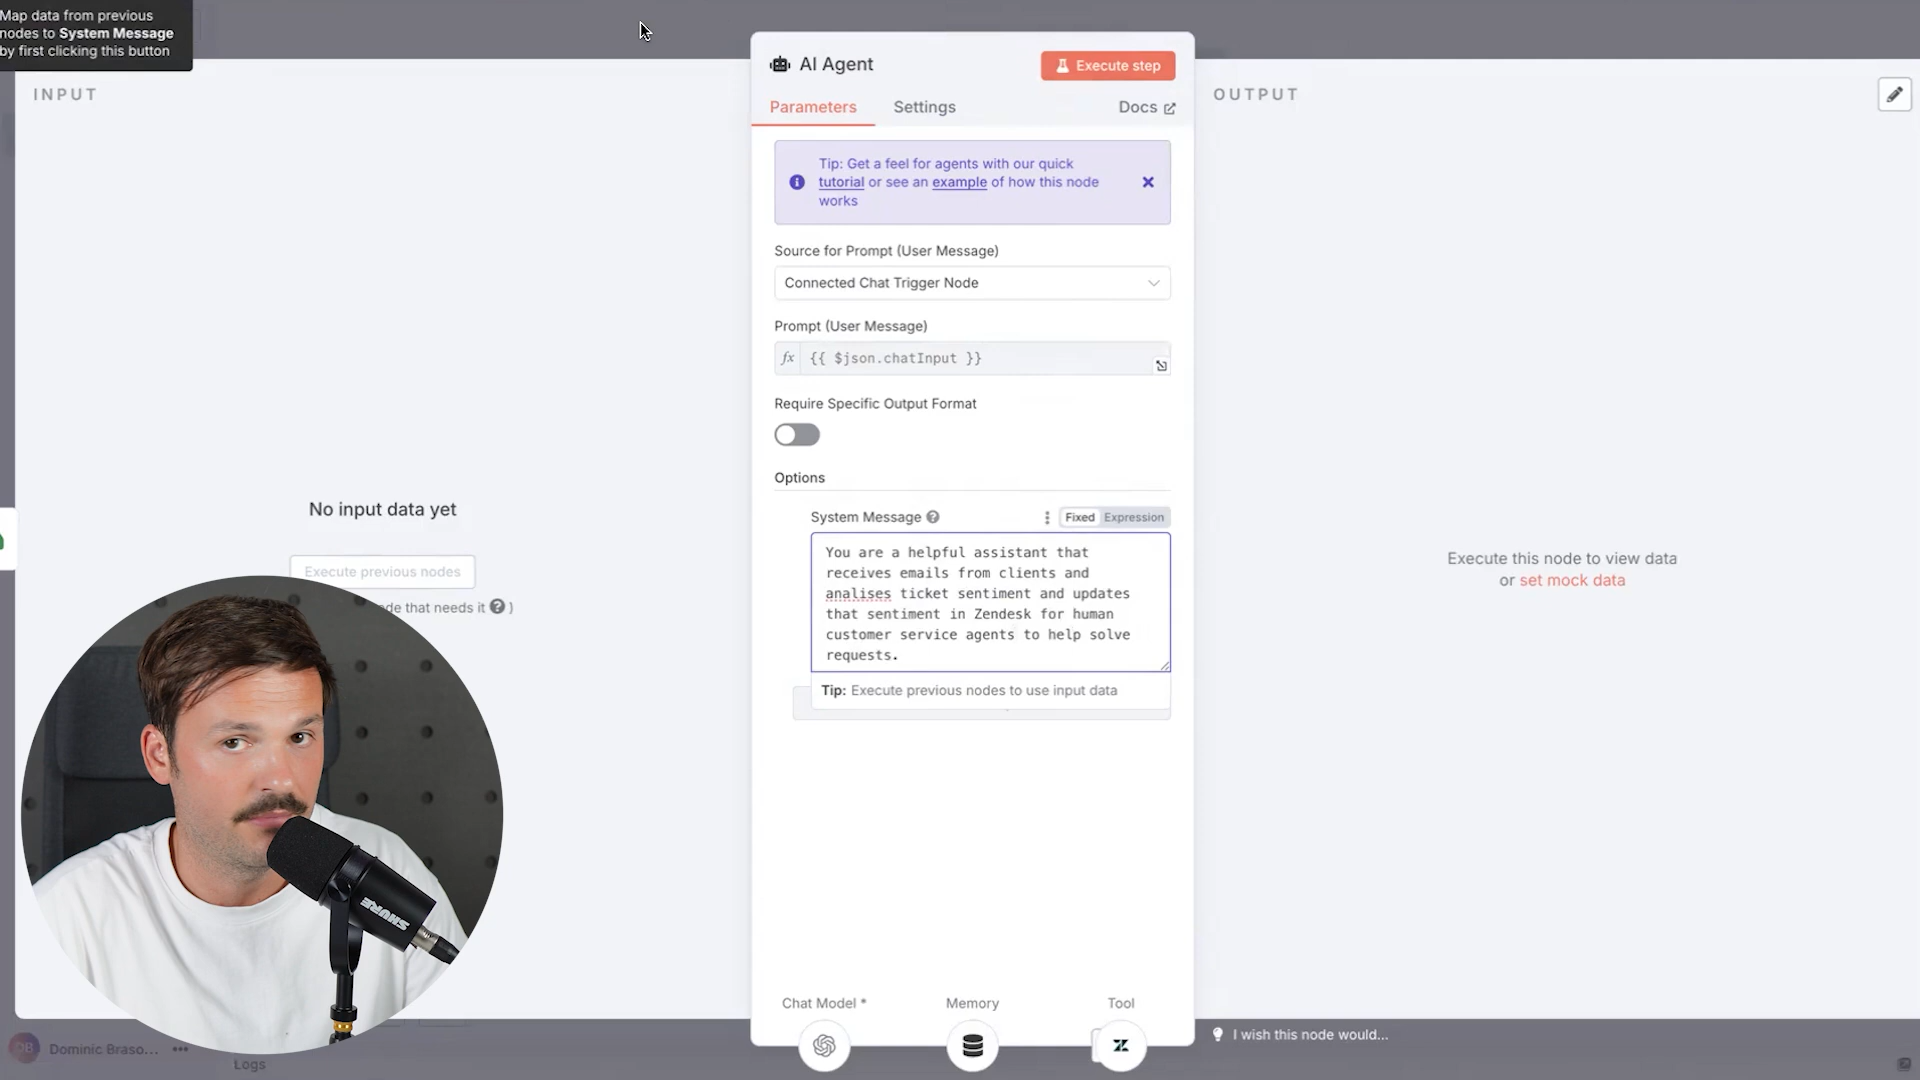 Map data from previous
nodes to System Message
by first clicking this button
INPUT
No input data yet
Execute previous nodes
de that needs it ? )
AI Agent
Execute step
Parameters
Settings
Docs
Tip: Get a feel for agents with our quick
tutorial or see an example of how this node
works
Source for Prompt (User Message)
Connected Chat Trigger Node
Prompt (User Message)
fx {{ $json.chatInput }}
Require Specific Output Format
Options
System Message
Fixed Expression
You are a helpful assistant that
receives emails from clients and
analises ticket sentiment and updates
that sentiment in Zendesk for human
customer service agents to help solve
requests.
Tip: Execute previous nodes to use input data
Chat Model *
Memory
Tool
OUTPUT
Execute this node to view data
or set mock data
I wish this node would...
SHURE
DB
Dominic Braso...
Logs